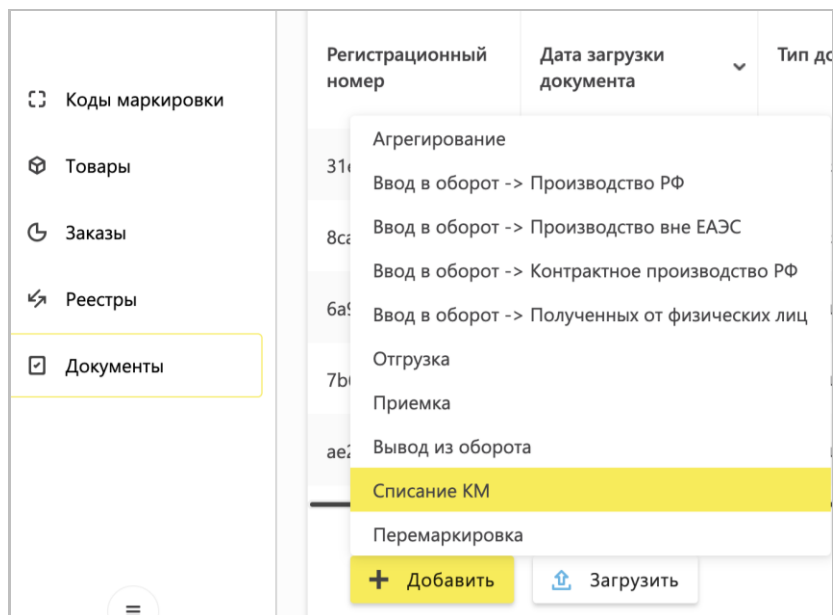 Коды маркировки
Товары
Заказы
Реестры
Документы
Регистрационный
номер
Дата загрузки
документа
Тип
Агрегирование
Ввод в оборот -> Производство РФ
Ввод в оборот -> Производство вне ЕАЭС
Ввод в оборот -> Контрактное производство РФ
Ввод в оборот -> Полученных от физических лиц
Отгрузка
Приемка
Вывод из оборота
Списание КМ
Перемаркировка
Добавить
Загрузить